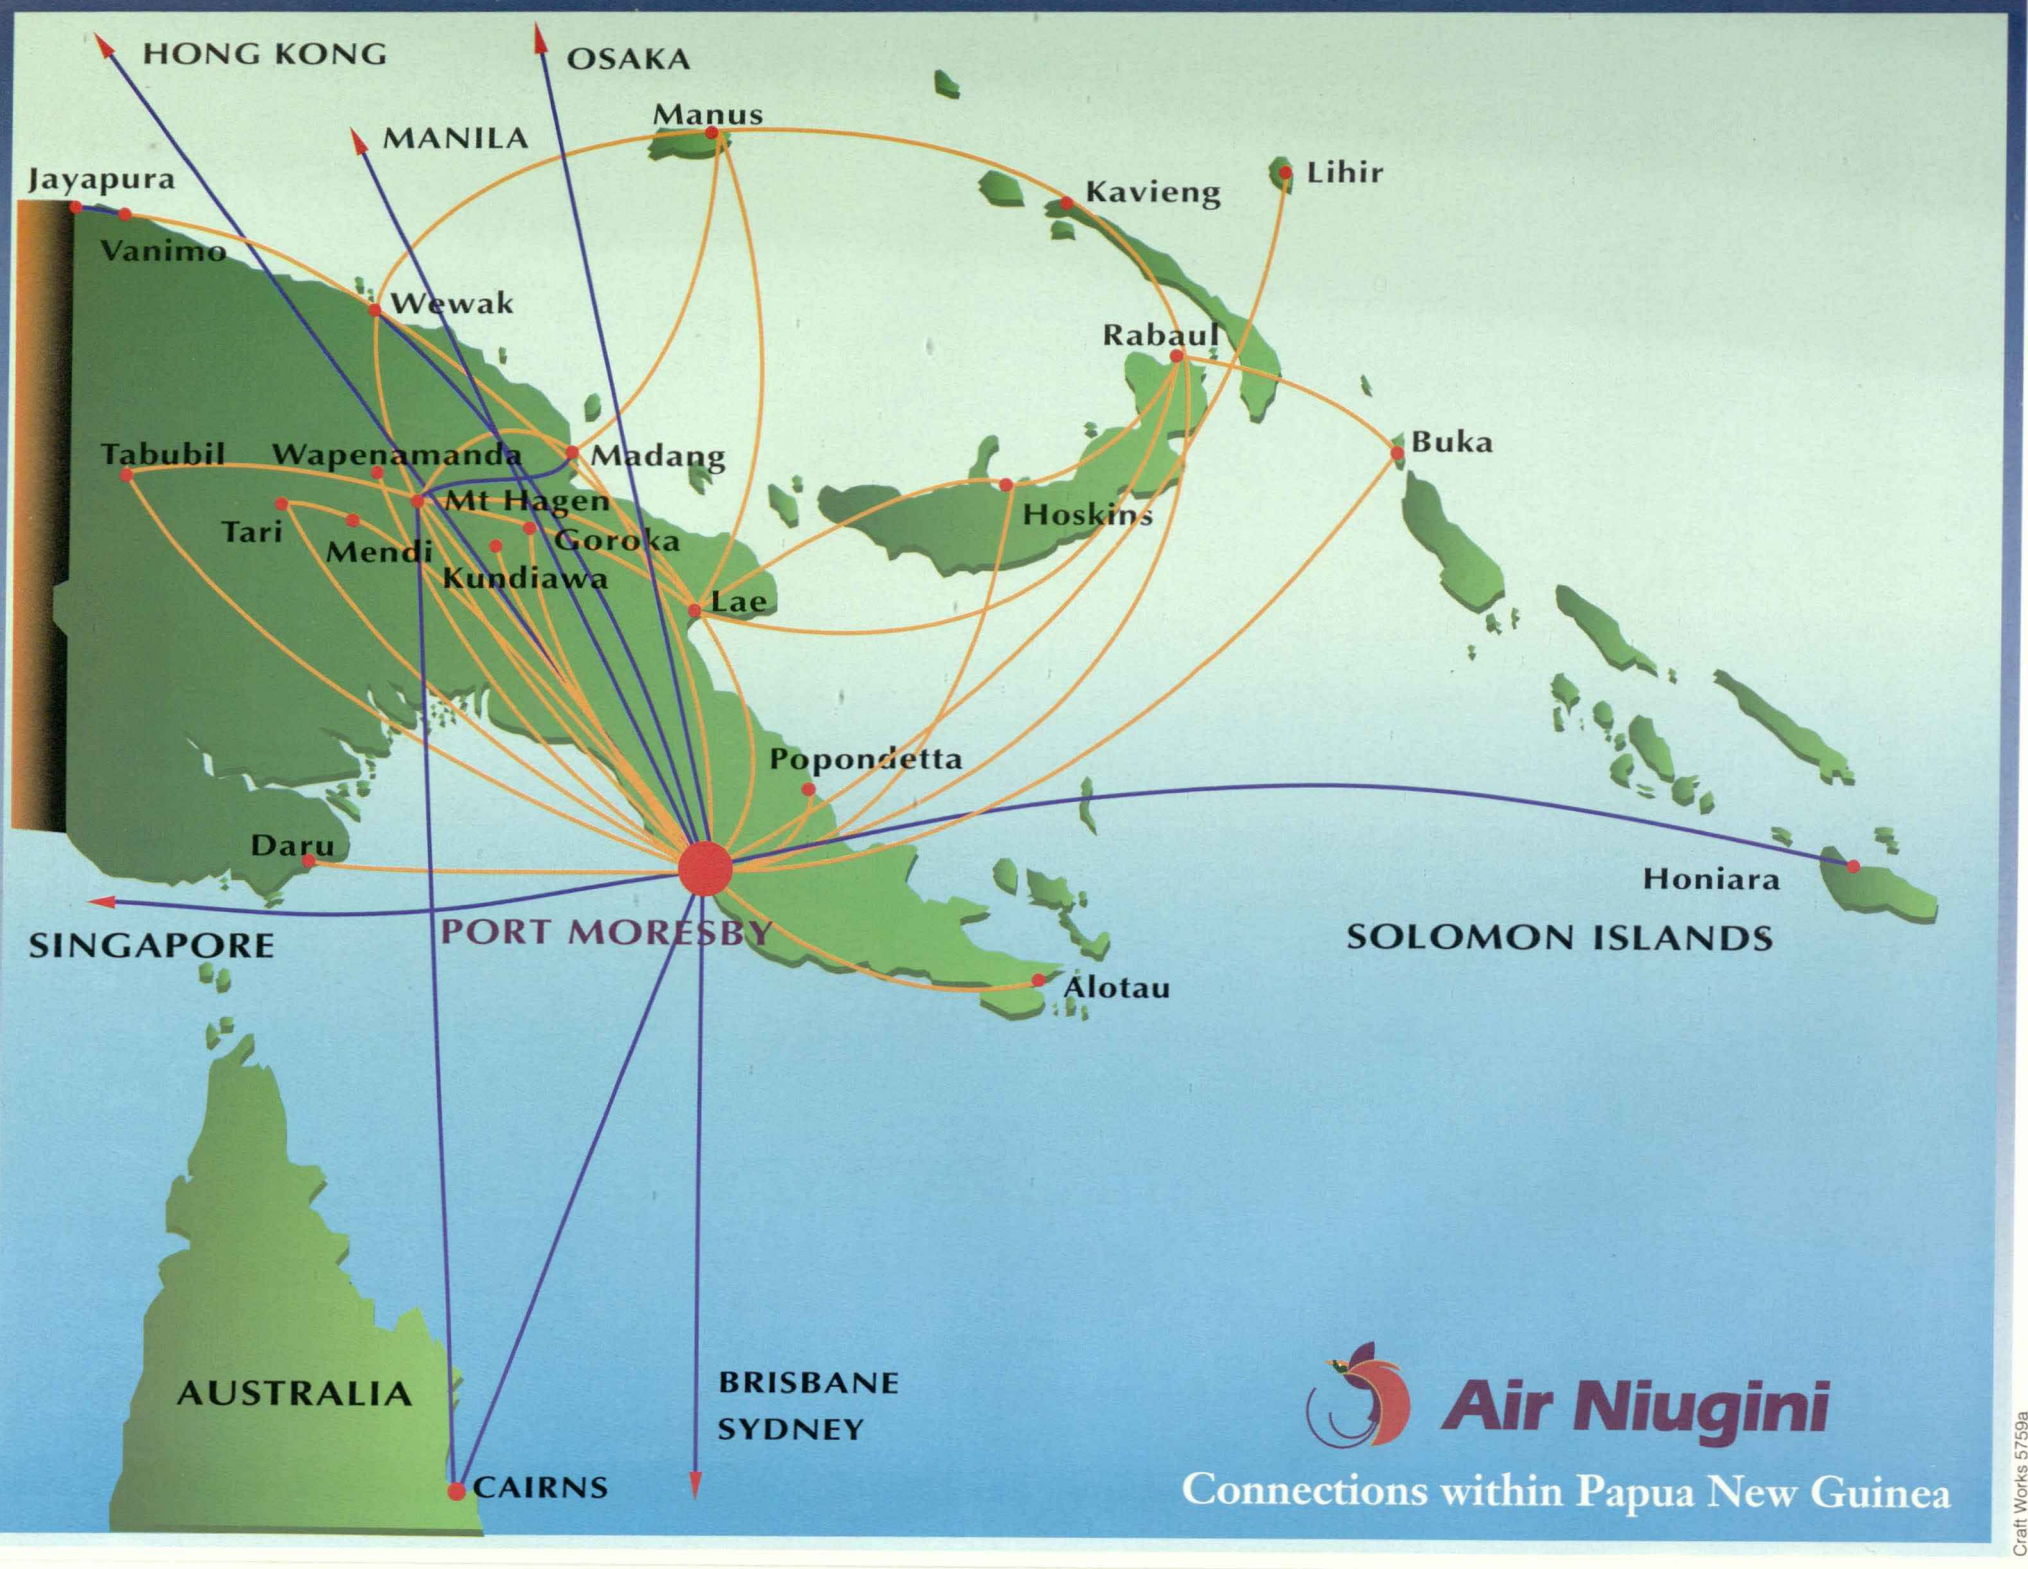 HONG KONG
OSAKA
MANILA
Manus
Jayapura
Kavieng
Lihir
Vanimo
Wewak
Rabaul
Tabubil
Wapenamanda
Madang
Buka
Mt Hagen
Hoskins
Tari
Mendi
Goroka
Kundiawa
Lae
Popondetta
Daru
Honiara
PORT MORESBY
SOLOMON ISLANDS
SINGAPORE
Alotau
AUSTRALIA
BRISBANE
SYDNEY
CAIRNS
Air Niugini
Connections within Papua New Guinea
Craft Works 5759a